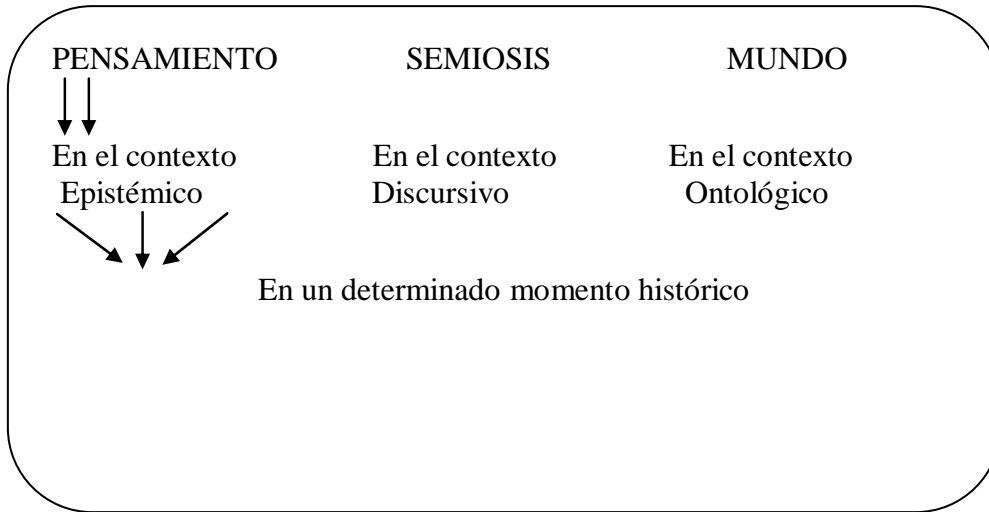 PENSAMIENTO SEMIOSIS MUNDO
En el contexto En el contexto En el contexto
Epistémico Discursivo Ontológico
En un determinado momento histórico